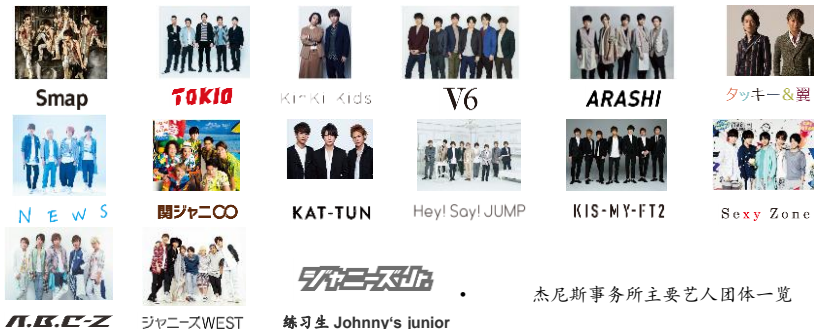 Smap
TOKIO
KinKi Kids
V6
ARASHI
タッキー&翼
NEWS
関ジャニ∞
KAT-TUN
Hey! Say! JUMP
KIS-MY-FT2
Sexy Zone
A.B.C-Z
ジャニーズWEST
ジャニーズJr.
练习生 Johnny‘s junior
• 杰尼斯事务所主要艺人团体一览